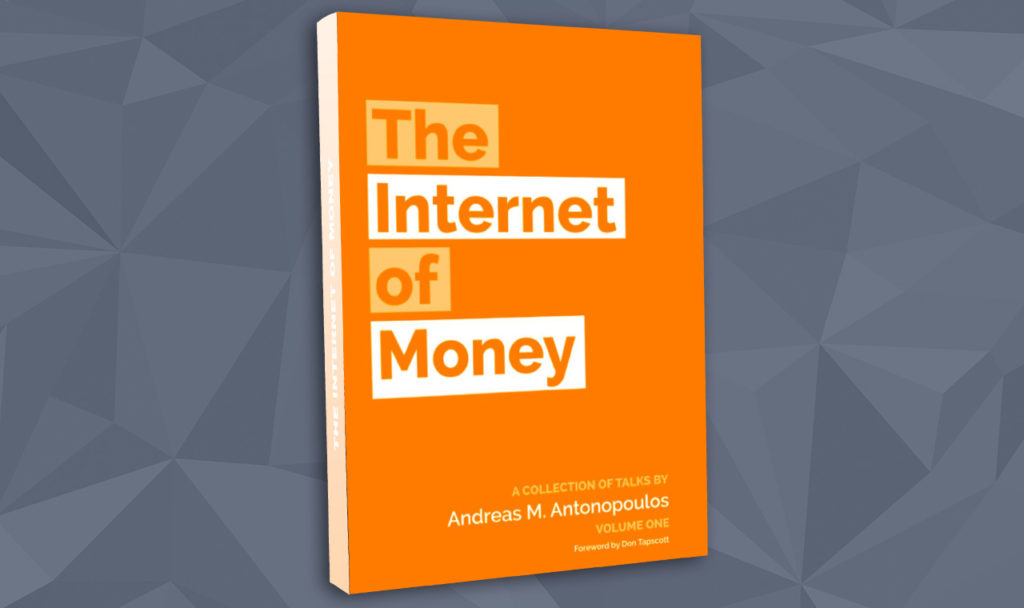 The
Internet
of
Money
A COLLECTION OF TALKS BY
Andreas M. Antonopoulos
VOLUME ONE
Foreword by Don Tapscott
THE INTERNET OF MONEY